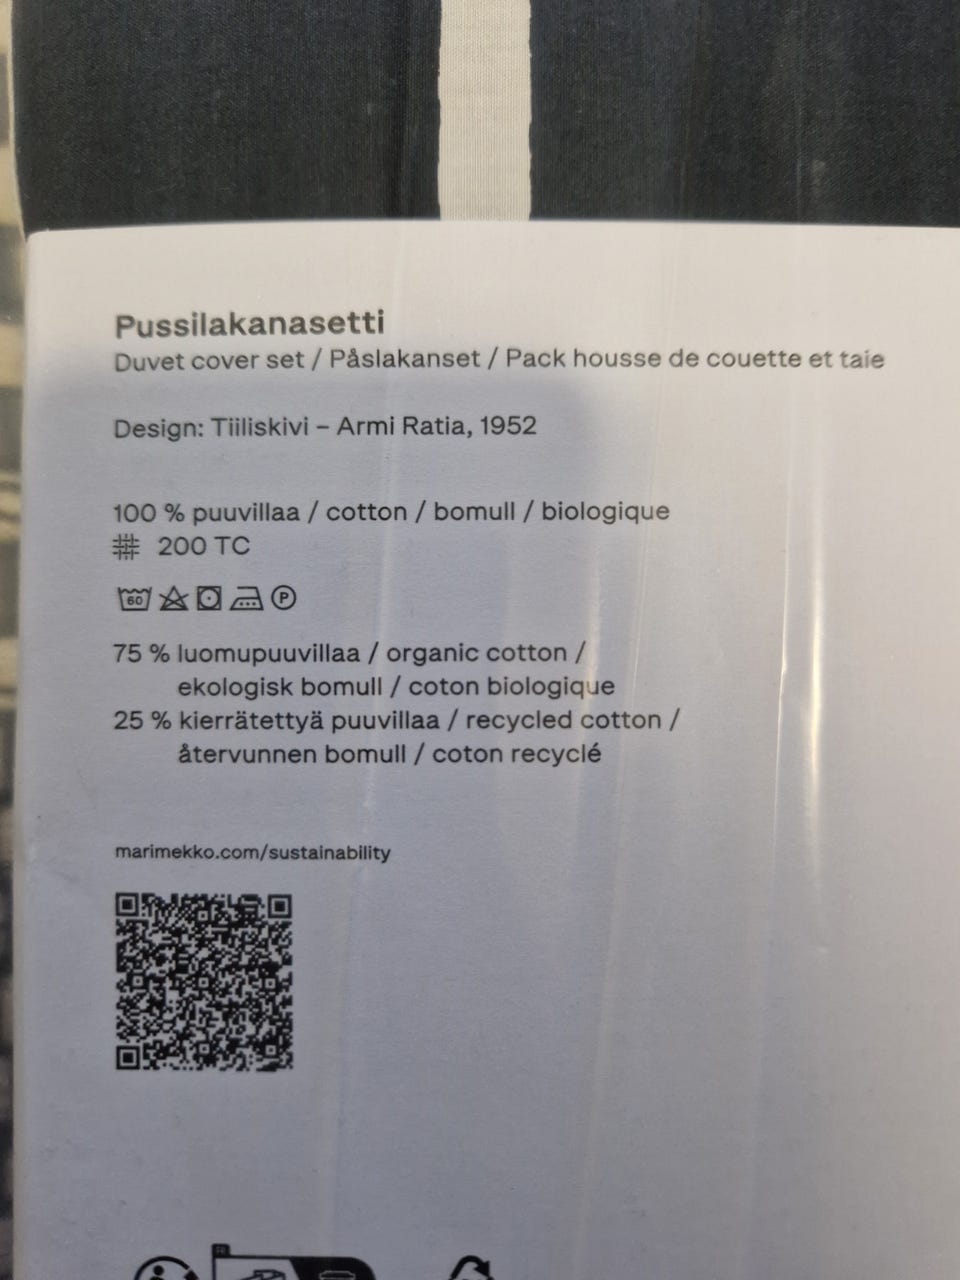 Pussilakanasetti
Duvet cover set / Påslakanset / Pack housse de couette et taie
Design: Tiiliskivi – Armi Ratia, 1952
100 % puuvillaa / cotton / bomull / biologique
200 TC
60 P
75 % luomupuuvillaa / organic cotton /
ekologisk bomull / coton biologique
25 % kierrätettyä puuvillaa / recycled cotton /
återvunnen bomull / coton recyclé
marimekko.com/sustainability
FR